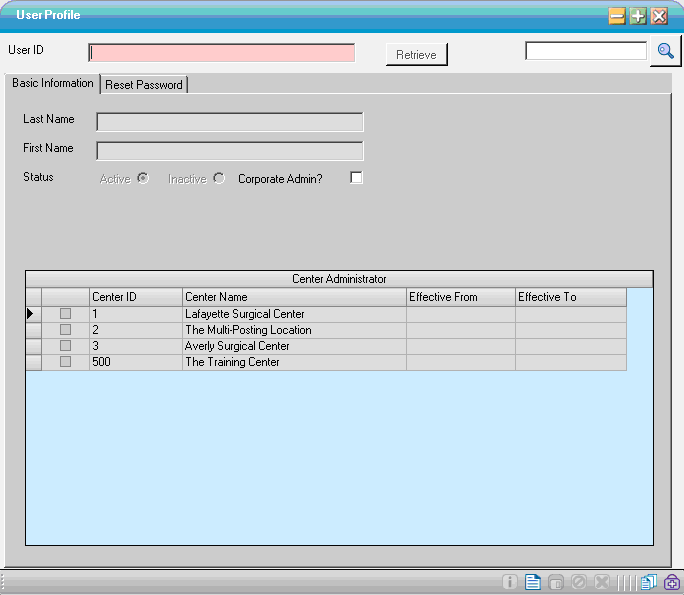 User Profile
User ID
Retrieve
Basic Information Reset Password
Last Name
First Name
Status Active Inactive Corporate Admin?
Center Administrator
Center ID Center Name Effective From Effective To
1 Lafayette Surgical Center
2 The Multi-Posting Location
3 Averly Surgical Center
500 The Training Center